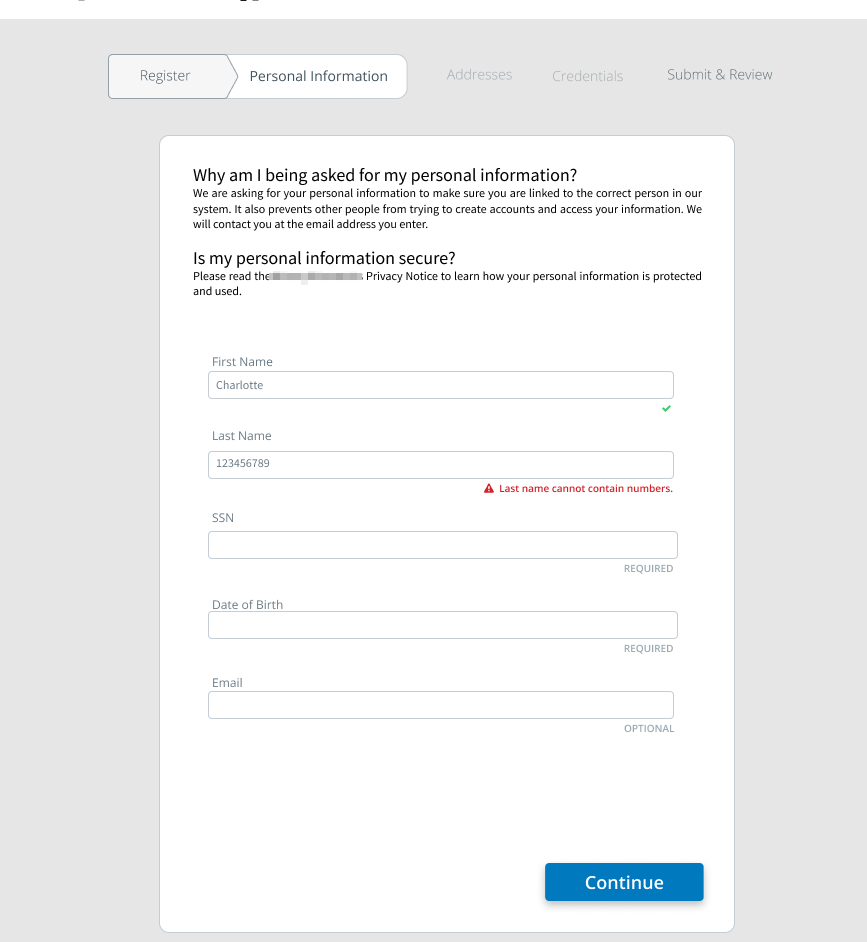 Register
Personal Information
Addresses
Credentials
Submit & Review
Why am I being asked for my personal information?
We are asking for your personal information to make sure you are linked to the correct person in our
system. It also prevents other people from trying to create accounts and access your information. We
will contact you at the email address you enter.
Is my personal information secure?
Please read the Privacy Notice to learn how your personal information is protected
and used.
First Name
Charlotte
Last Name
123456789
Last name cannot contain numbers.
SSN
REQUIRED
Date of Birth
REQUIRED
Email
OPTIONAL
Continue